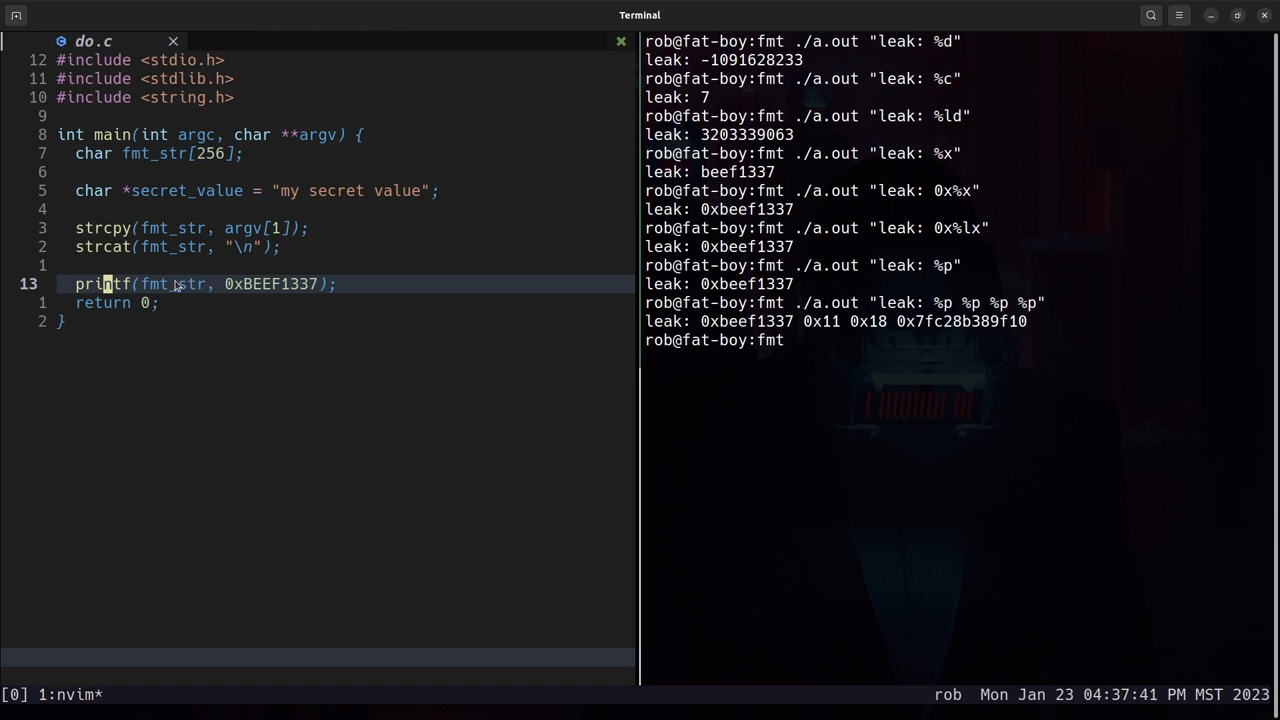 Terminal
do.c
12 #include <stdio.h>
11 #include <stdlib.h>
10 #include <string.h>
9
8 int main(int argc, char **argv) {
7 char fmt_str[256];
6
5 char *secret_value = "my secret value";
4
3 strcpy(fmt_str, argv[1]);
2 strcat(fmt_str, "\n");
1
13 printf(fmt_str, 0xBEEF1337);
1 return 0;
2 }
rob@fat-boy:fmt ./a.out "leak: %d"
leak: -1091628233
rob@fat-boy:fmt ./a.out "leak: %c"
leak: 7
rob@fat-boy:fmt ./a.out "leak: %ld"
leak: 3203339063
rob@fat-boy:fmt ./a.out "leak: %x"
leak: beef1337
rob@fat-boy:fmt ./a.out "leak: 0x%x"
leak: 0xbeef1337
rob@fat-boy:fmt ./a.out "leak: 0x%lx"
leak: 0xbeef1337
rob@fat-boy:fmt ./a.out "leak: %p"
leak: 0xbeef1337
rob@fat-boy:fmt ./a.out "leak: %p %p %p %p"
leak: 0xbeef1337 0x11 0x18 0x7fc28b389f10
rob@fat-boy:fmt
[0] 1:nvim*
rob Mon Jan 23 04:37:41 PM MST 2023